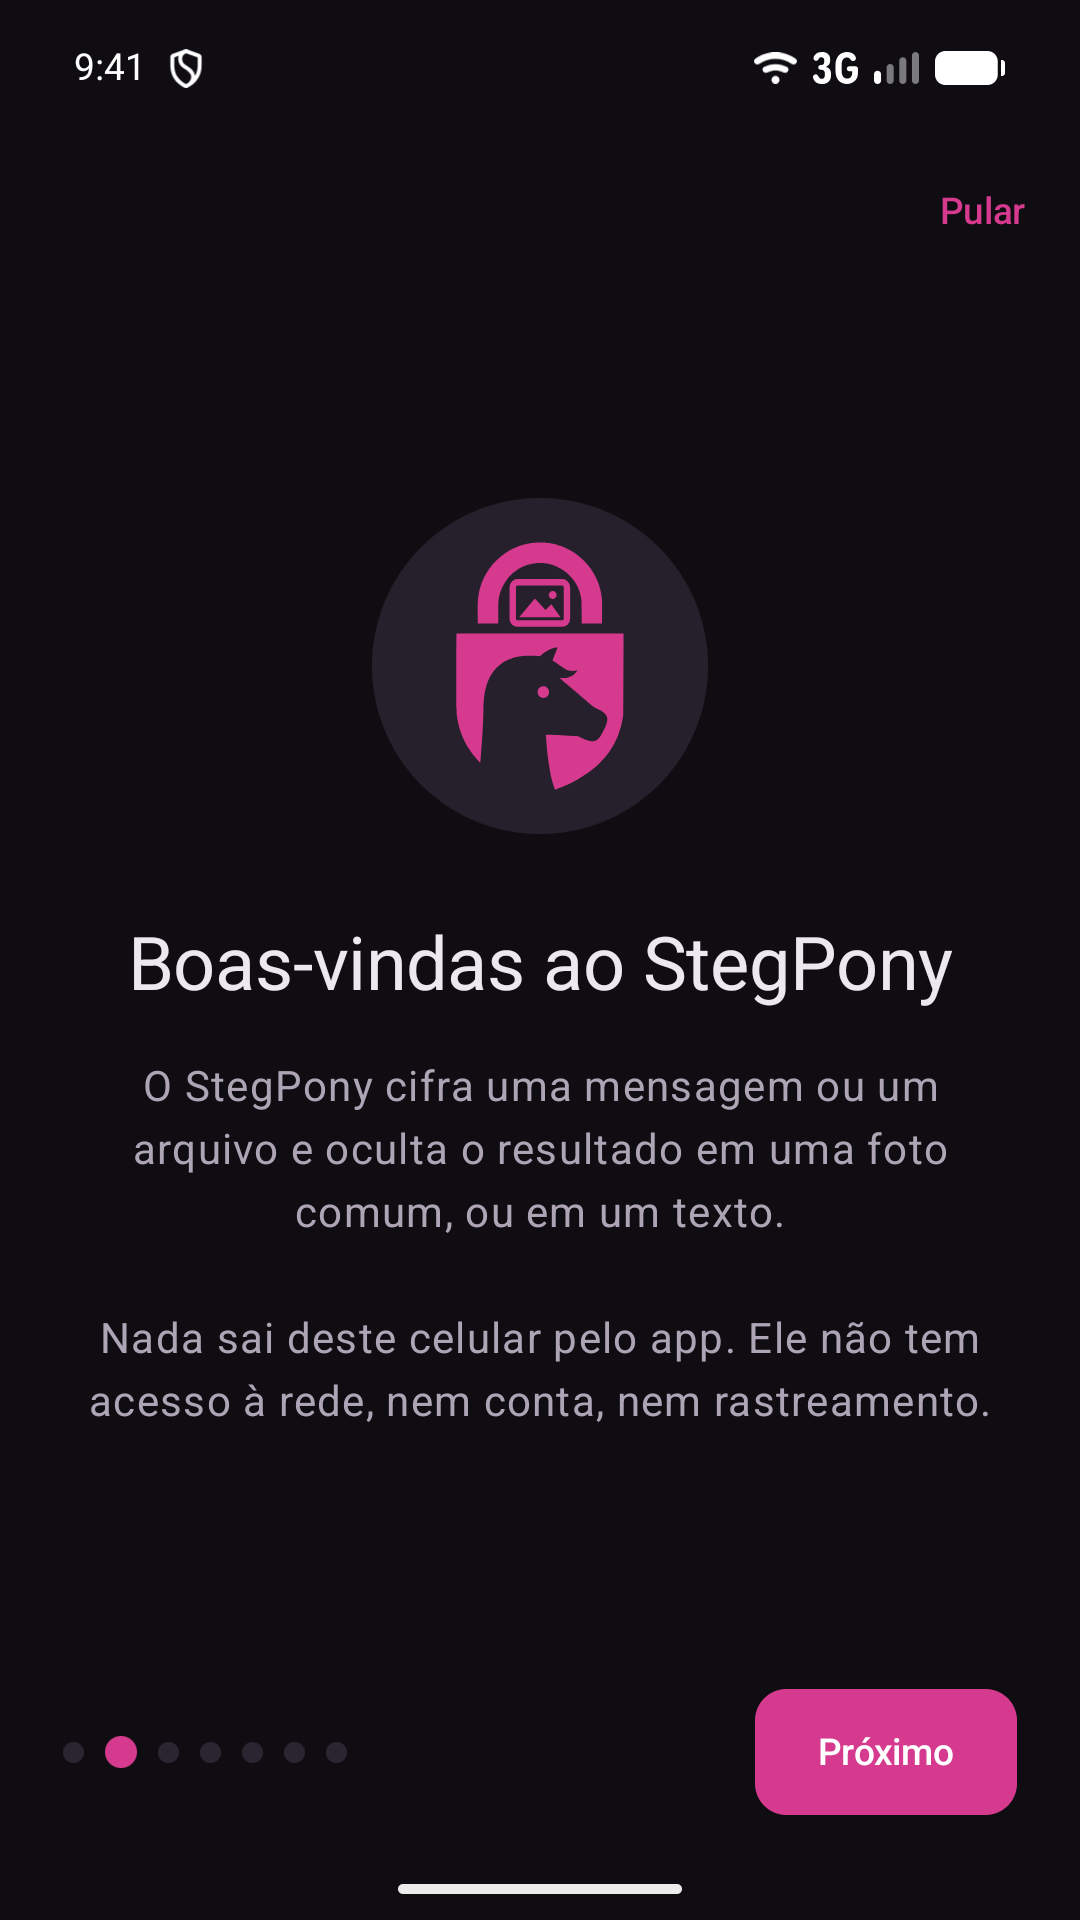 9:41
3G
Pular
Boas-vindas ao StegPony
O StegPony cifra uma mensagem ou um
arquivo e oculta o resultado em uma foto
comum, ou em um texto.
Nada sai deste celular pelo app. Ele não tem
acesso à rede, nem conta, nem rastreamento.
Próximo